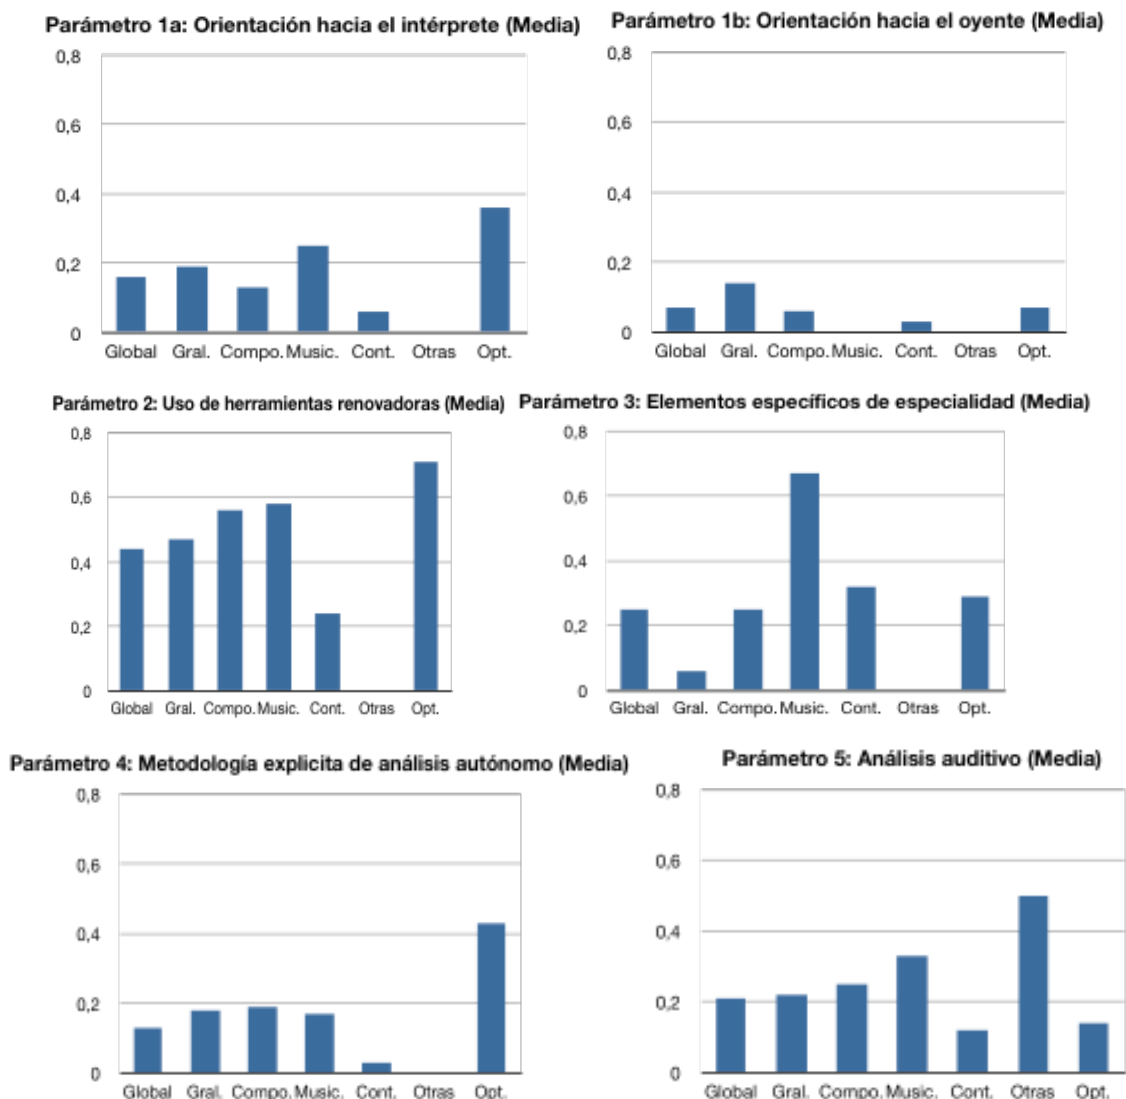 Parámetro 1a: Orientación hacia el intérprete (Media)
0,8
0,6
0,4
0,2
0
Global Gral. Compo. Music. Cont. Otras Opt.
Parámetro 1b: Orientación hacia el oyente (Media)
0,8
0,6
0,4
0,2
0
Global Gral. Compo. Music. Cont. Otras Opt.
Parámetro 2: Uso de herramientas renovadoras (Media)
0,8
0,6
0,4
0,2
0
Global Gral. Compo. Music. Cont. Otras Opt.
Parámetro 3: Elementos específicos de especialidad (Media)
0,8
0,6
0,4
0,2
0
Global Gral. Compo. Music. Cont. Otras Opt.
Parámetro 4: Metodología explicita de análisis autónomo (Media)
0,8
0,6
0,4
0,2
0
Global Gral. Compo. Music. Cont. Otras Opt.
Parámetro 5: Análisis auditivo (Media)
0,8
0,6
0,4
0,2
0
Global Gral. Compo. Music. Cont. Otras Opt.